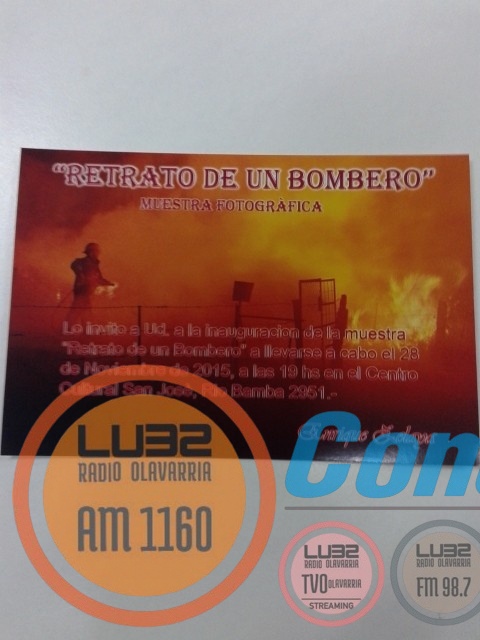 “RETRATO DE UN BOMBERO”
MUESTRA FOTOGRÁFICA
Lo invito a Ud. a la inauguracion de la muestra
"Retrato de un Bombero" a llevarse a cabo el 28
de Noviembre de 2015, a las 19 hs en el Centro
Cultural San José, Rio Bamba 2951.-
Enrique
LU32
RADIO OLAVARRIA
AM 1160
LU32
RADIO OLAVARRIA
TVO OLAVARRIA
STREAMING
LU32
RADIO OLAVARRIA
FM 98.7